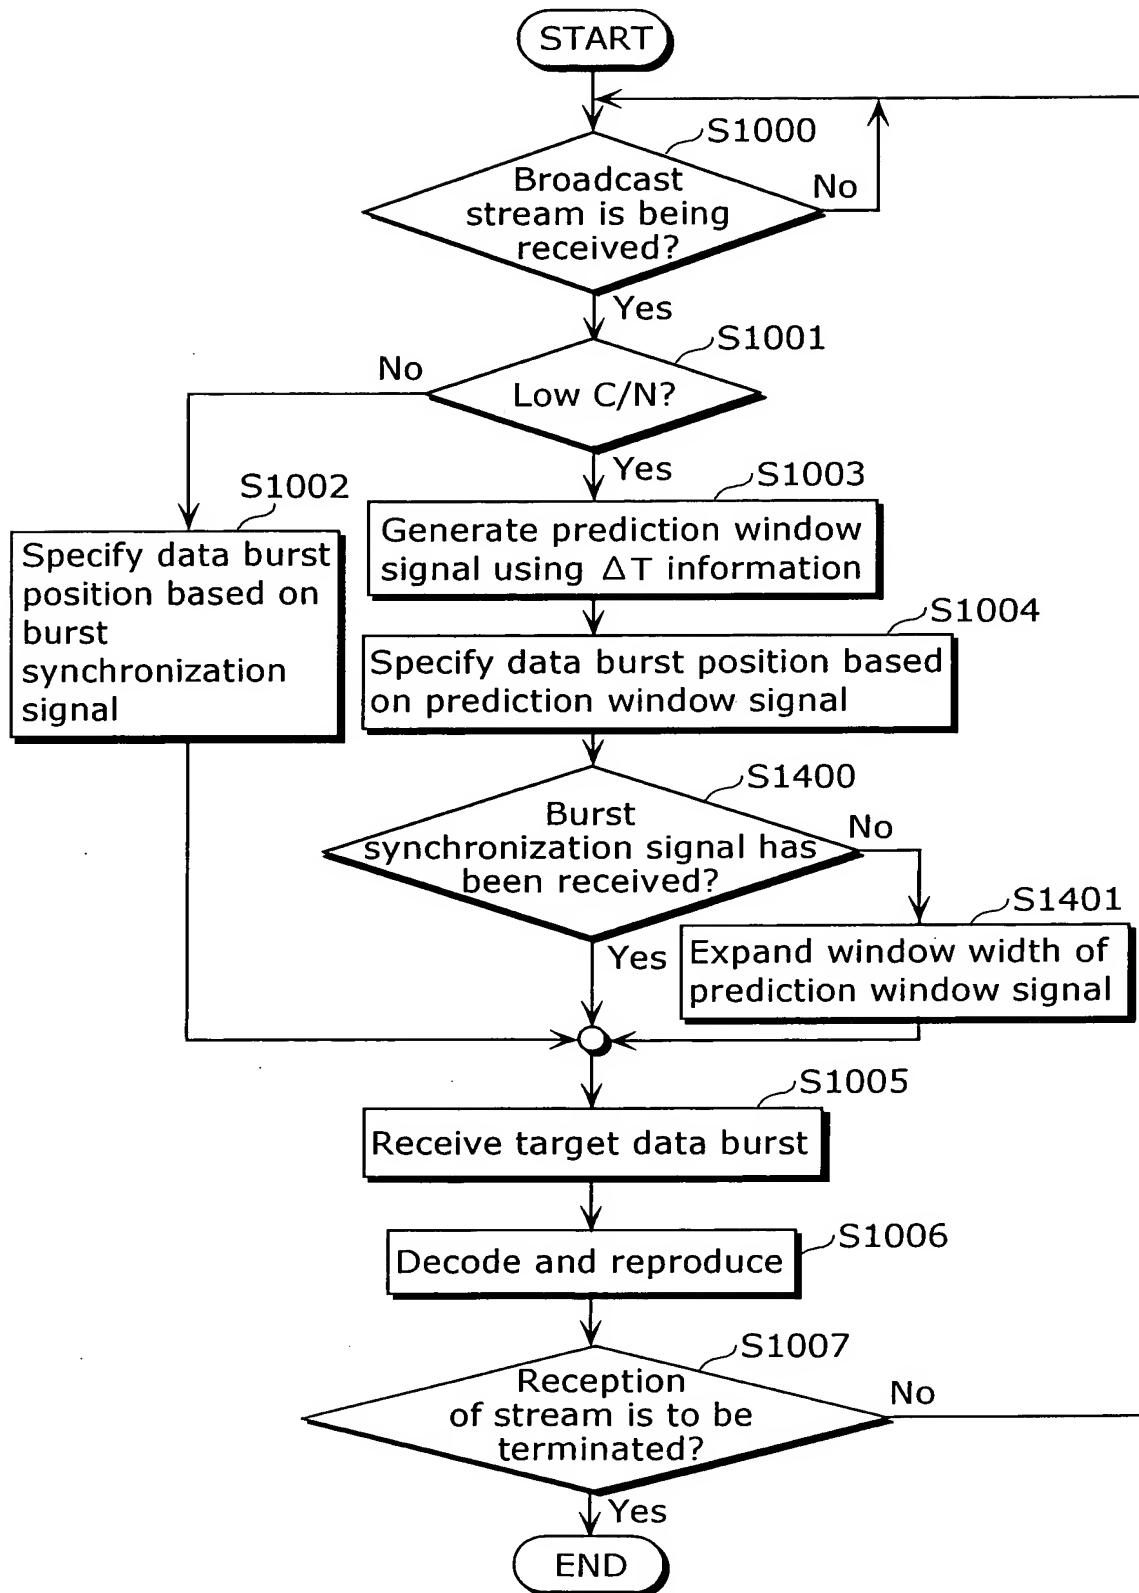 START
S1000
Broadcast
stream is being
received?
No
Yes
S1001
No
Low C/N?
Yes
S1002
Specify data burst
position based on
burst
synchronization
signal
S1003
Generate prediction window
signal using ΔT information
S1004
Specify data burst position based
on prediction window signal
S1400
Burst
synchronization signal has
been received?
No
Yes
S1401
Expand window width of
prediction window signal
S1005
Receive target data burst
S1006
Decode and reproduce
S1007
Reception
of stream is to be
terminated?
No
Yes
END